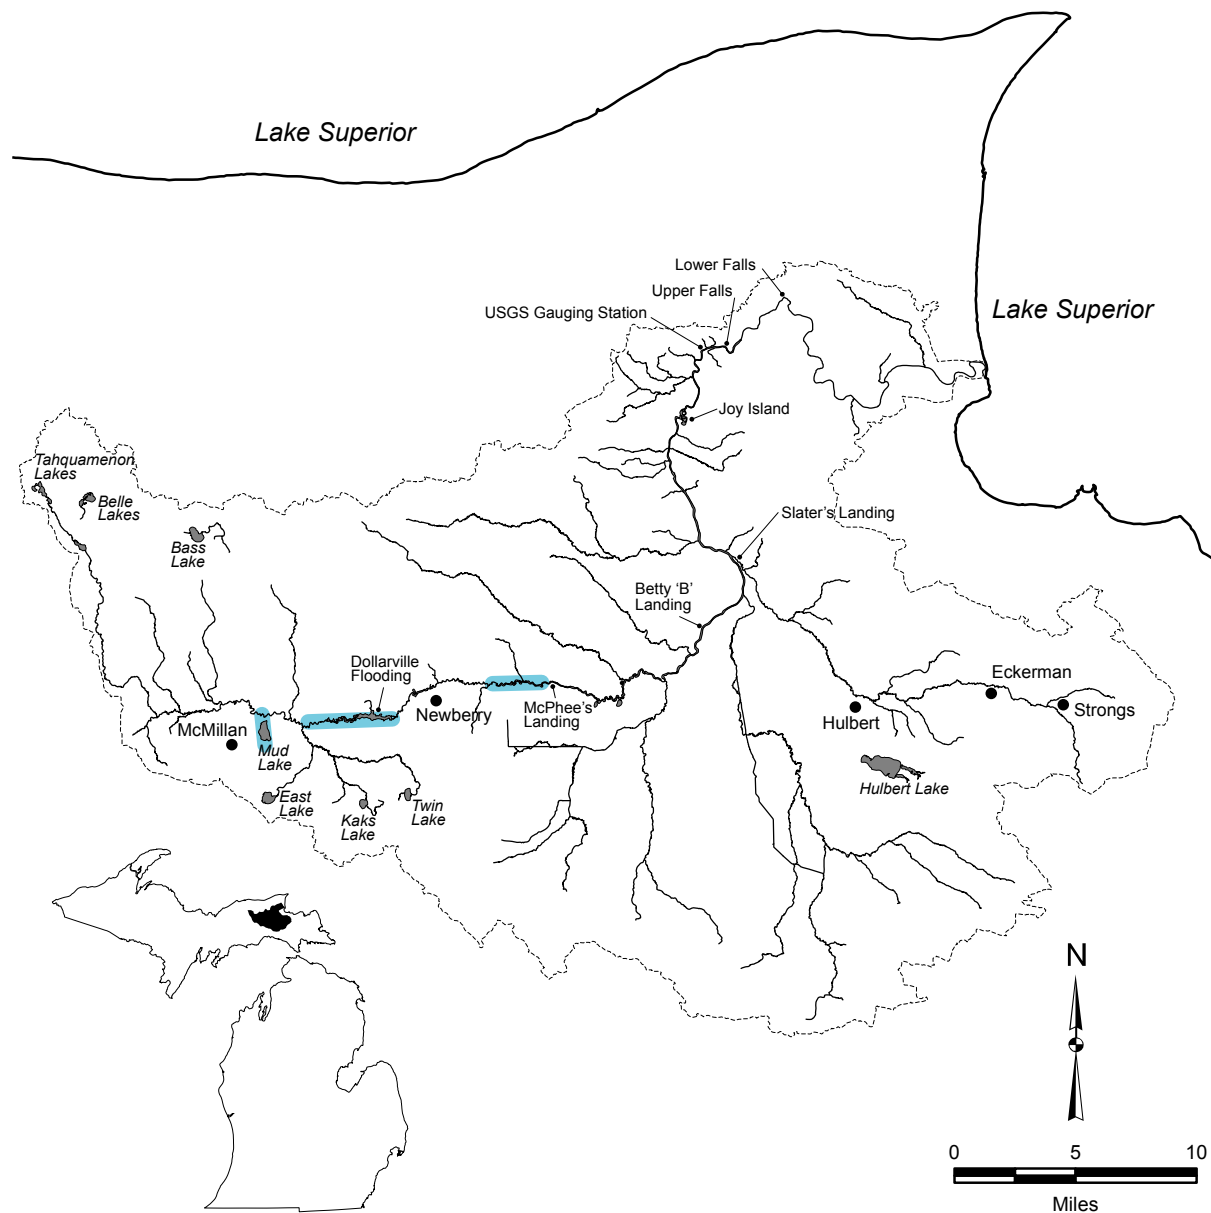 Lake Superior
Lower Falls
Upper Falls
USGS Gauging Station
Lake Superior
Joy Island
Tahquamenon
Lakes
Belle
Lakes
Bass
Lake
Slater's Landing
Betty 'B'
Landing
Dollarville
Flooding
Eckerman
McMillan
Newberry
McPhee's
Landing
Hulbert
Strongs
Mud
Lake
Hulbert Lake
East
Lake
Kaks
Lake
Twin
Lake
N
0 5 10
Miles